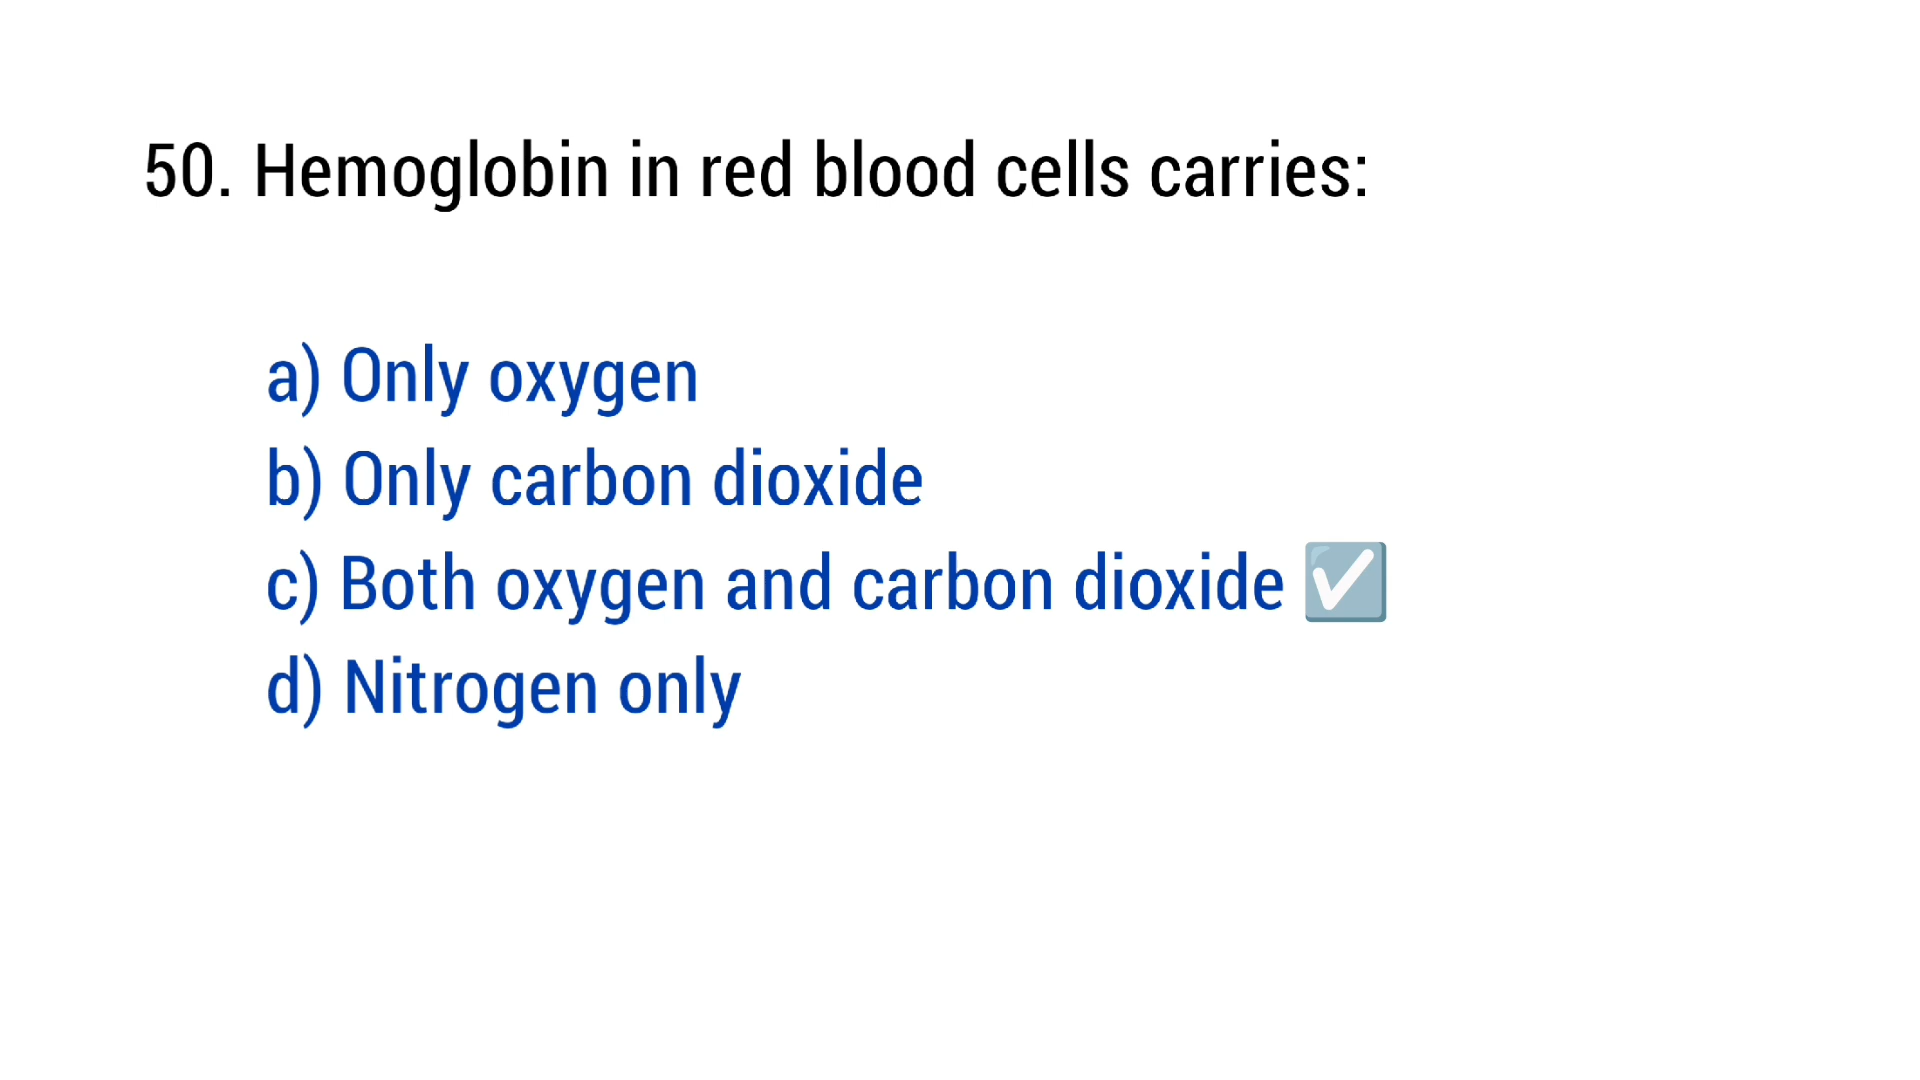 50. Hemoglobin in red blood cells carries:
a) Only oxygen
b) Only carbon dioxide
c) Both oxygen and carbon dioxide ☑️
d) Nitrogen only